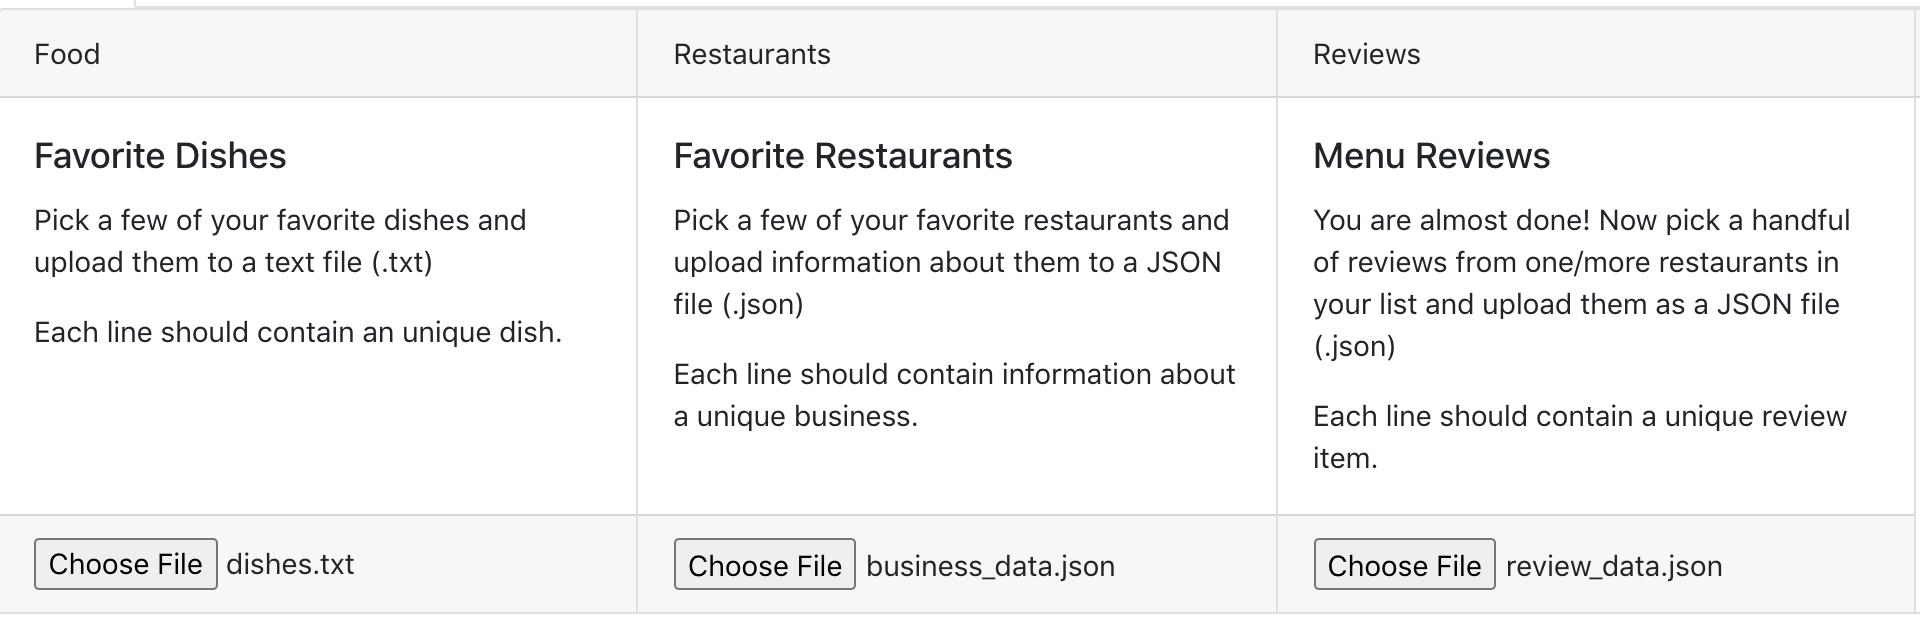 Food
Favorite Dishes
Pick a few of your favorite dishes and
upload them to a text file (.txt)
Each line should contain an unique dish.
Choose File dishes.txt
Restaurants
Favorite Restaurants
Pick a few of your favorite restaurants and
upload information about them to a JSON
file (.json)
Each line should contain information about
a unique business.
Choose File business_data.json
Reviews
Menu Reviews
You are almost done! Now pick a handful
of reviews from one/more restaurants in
your list and upload them as a JSON file
(.json)
Each line should contain a unique review
item.
Choose File review_data.json